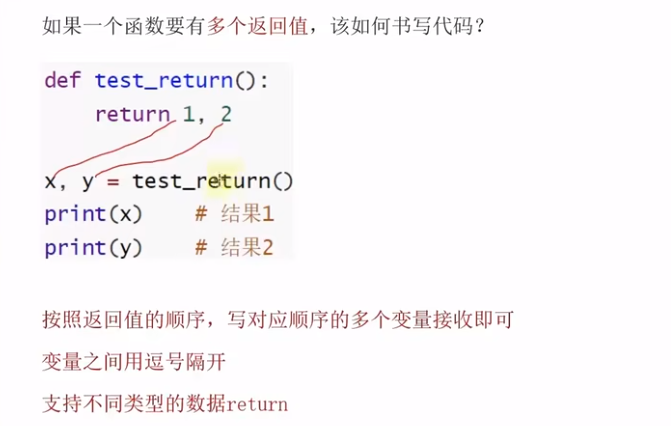 如果一个函数要有多个返回值，该如何书写代码？
def test_return():
    return 1, 2
x, y = test_return()
print(x)    # 结果1
print(y)    # 结果2
按照返回值的顺序，写对应顺序的多个变量接收即可
变量之间用逗号隔开
支持不同类型的数据return